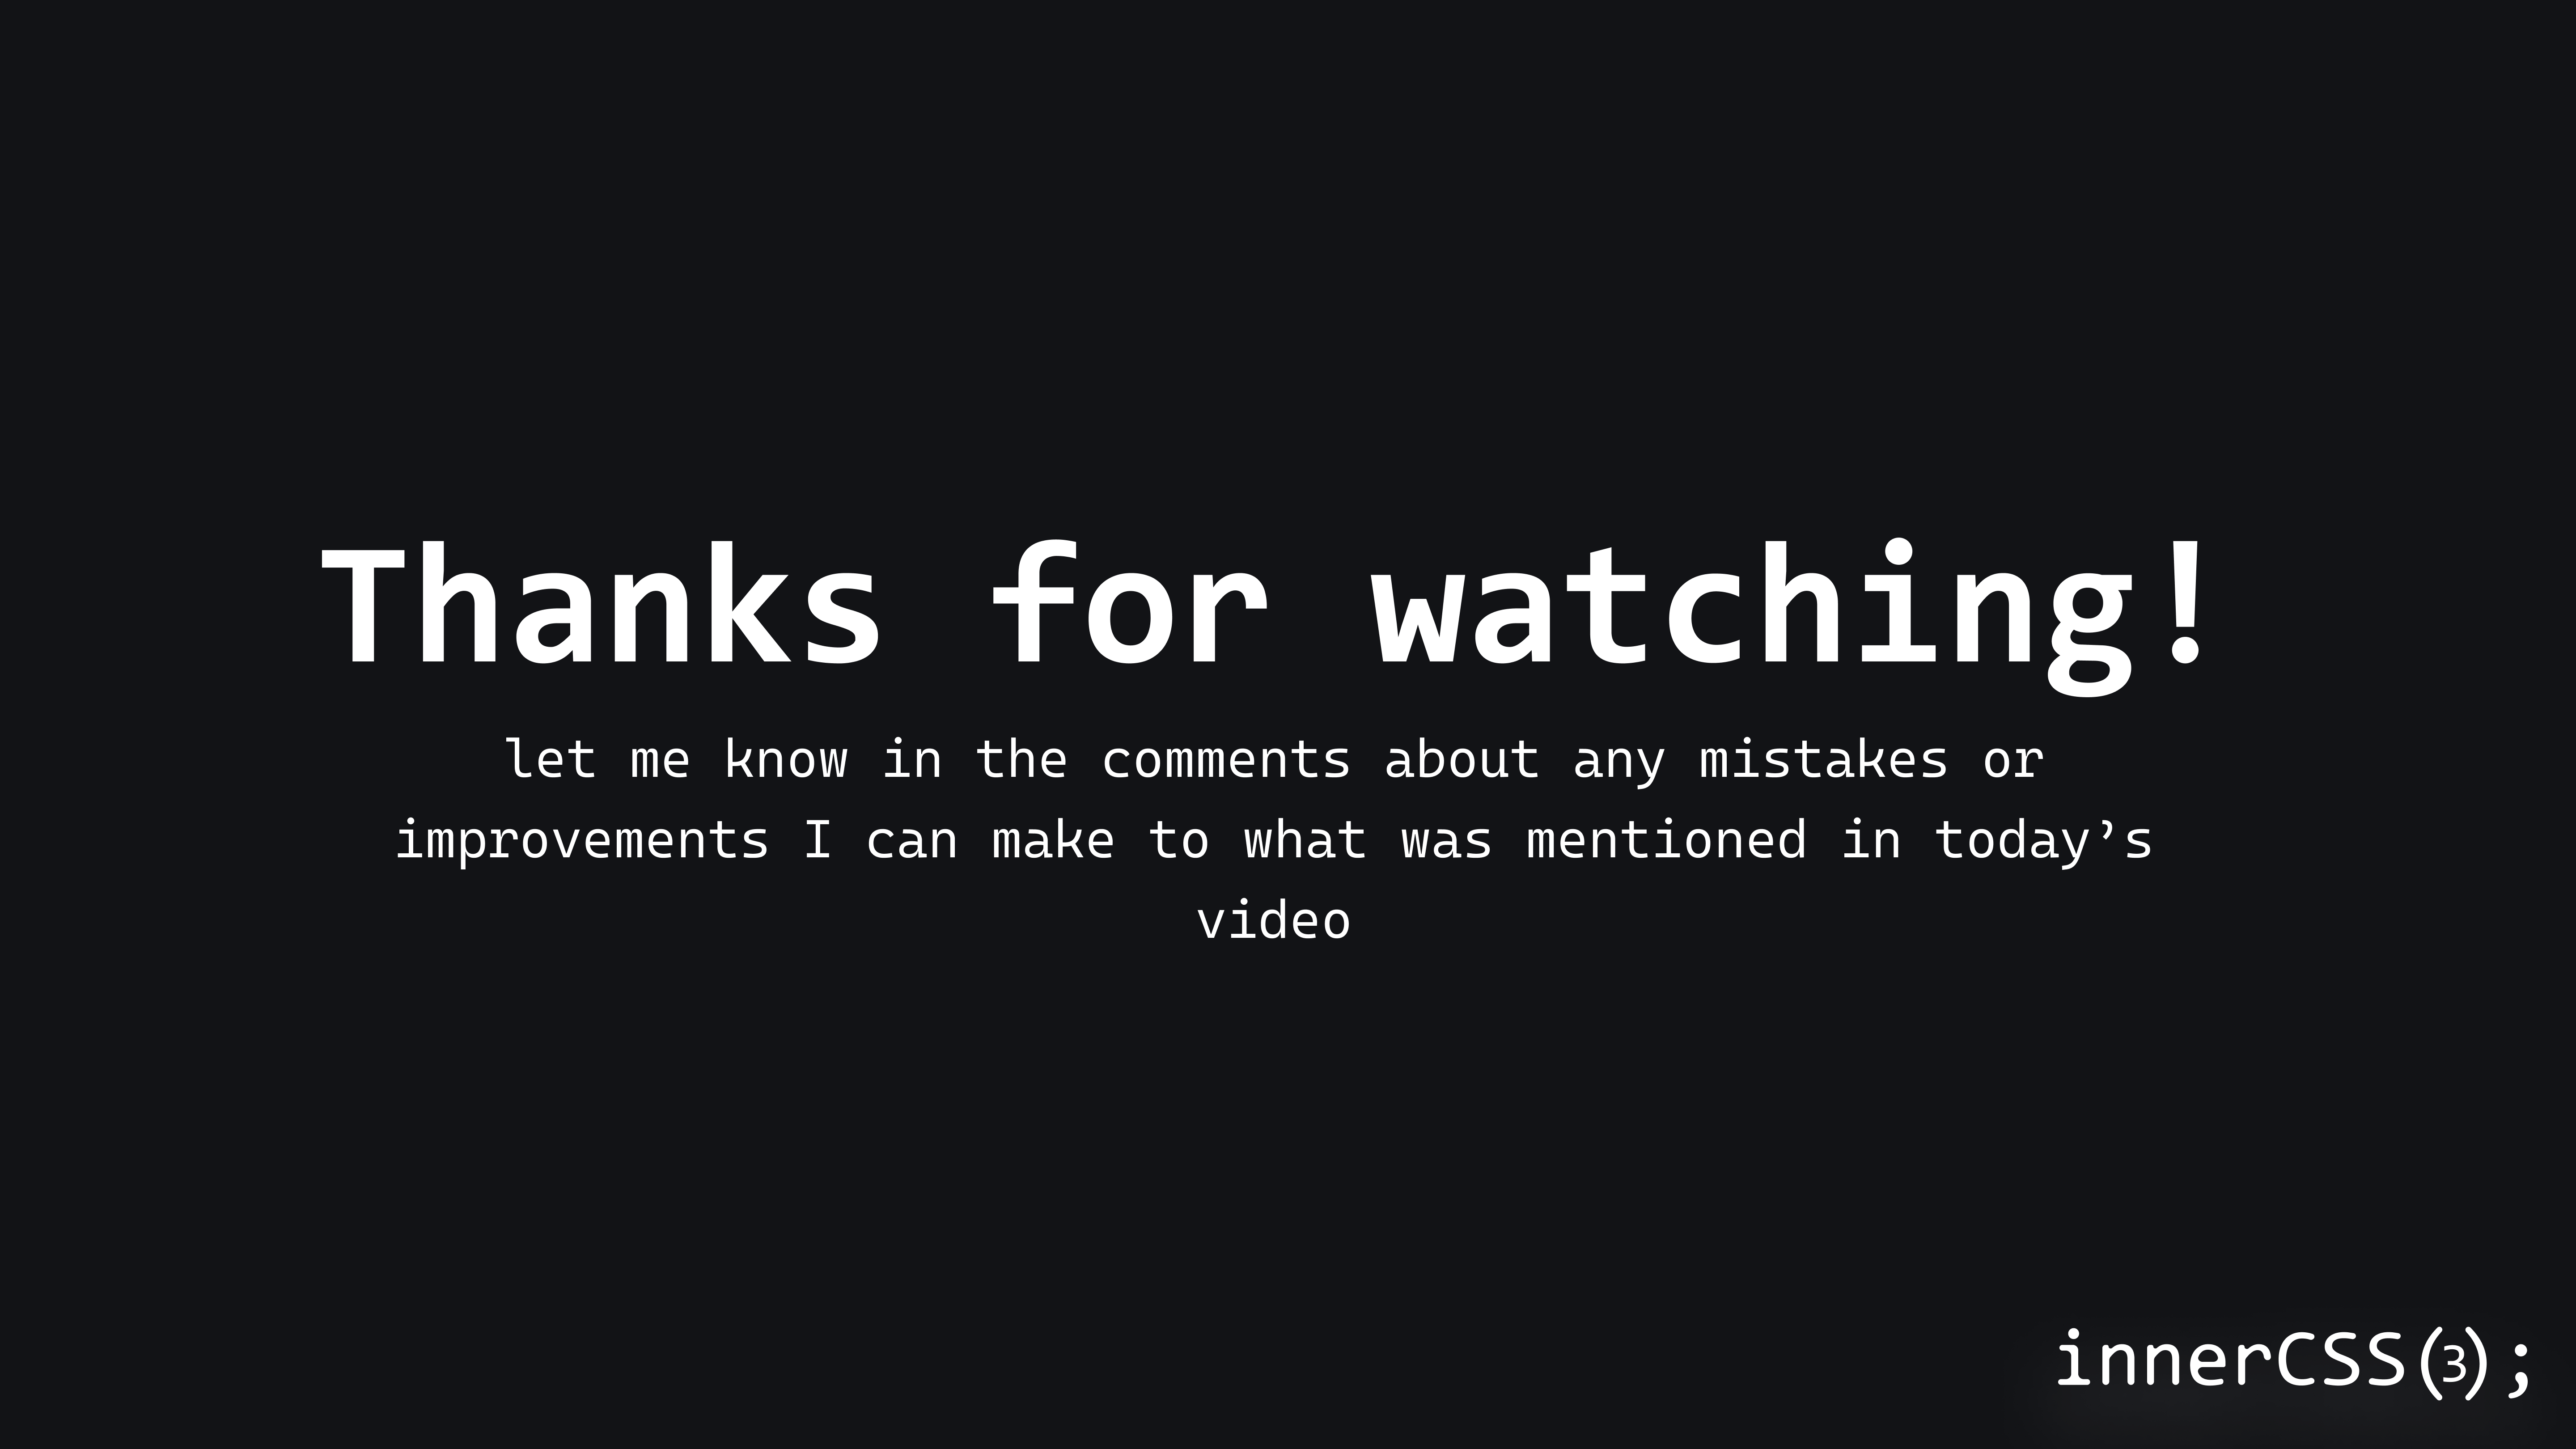 Thanks for watching!
let me know in the comments about any mistakes or
improvements I can make to what was mentioned in today’s
video
innerCSS(3);